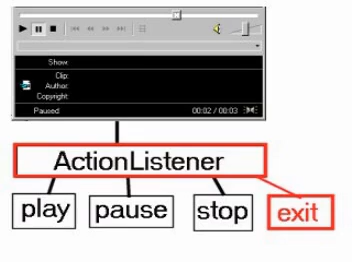 Show:
Clip:
Author:
Copyright:
Paused 00:02 / 00:03
ActionListener
play pause stop exit